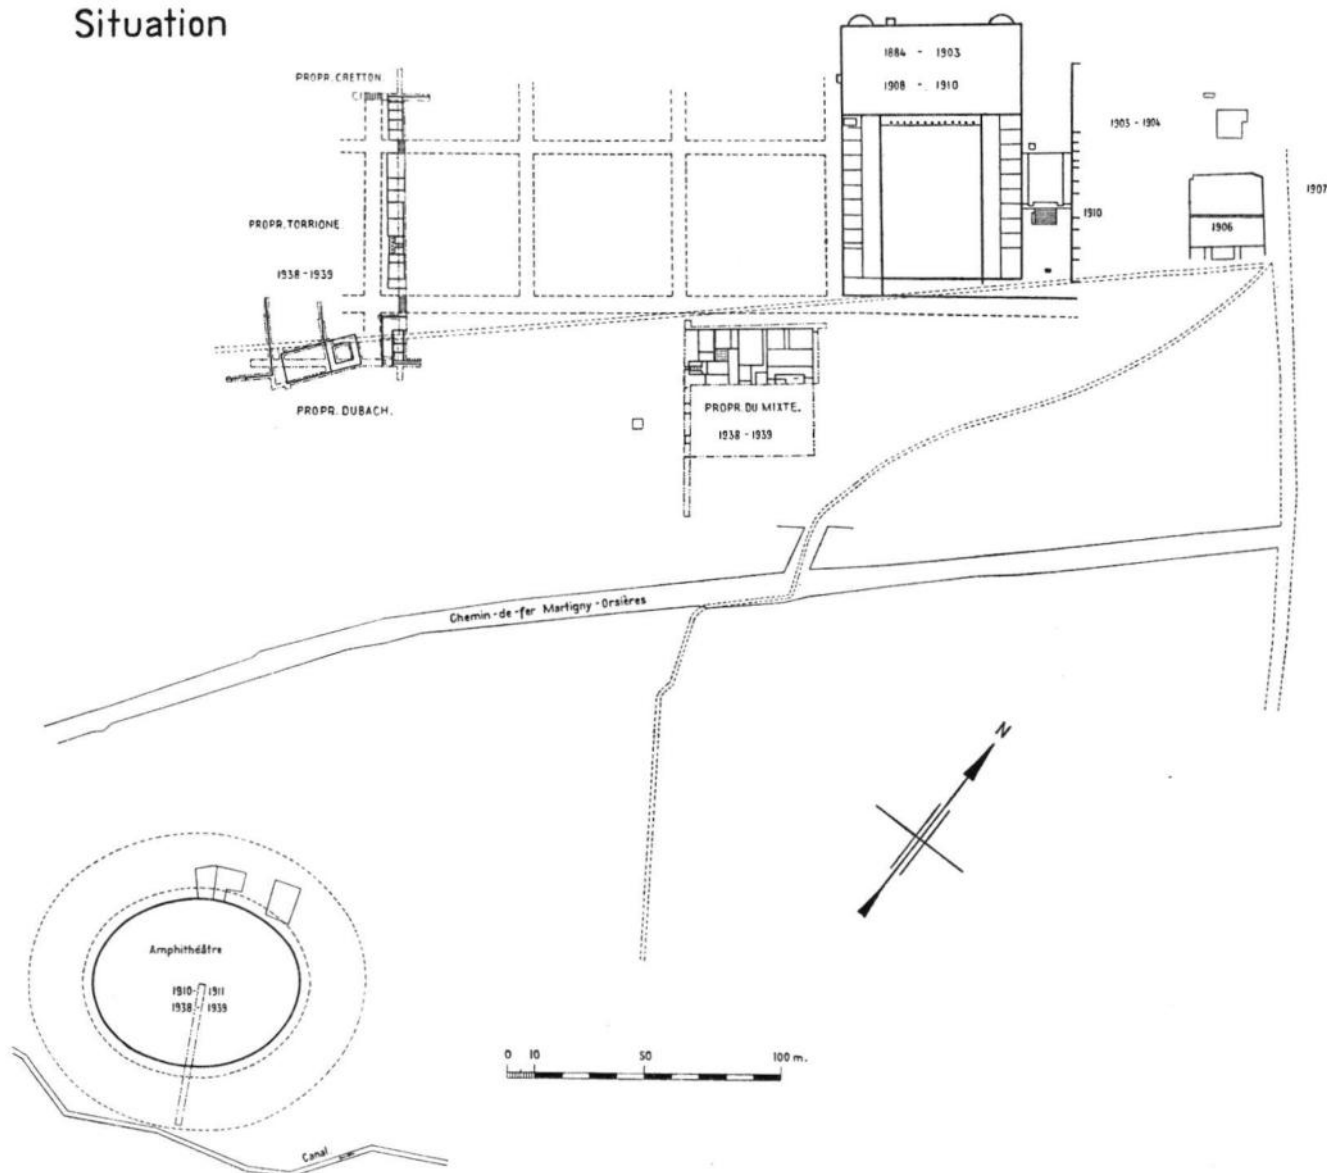 Situation
1884 - 1903
1908 - 1910
PROPR. CRETTON
1903 - 1904
1907
PROPR. TORRIONE
1910
1906
1938 - 1939
PROPR. DUBACH.
PROPR. DU MIXTE.
1938 - 1939
Chemin-de-fer Martigny-Orsières
N
Amphithéâtre
1910 - 1911
1938 - 1939
0 10 50 100 m.
Canal